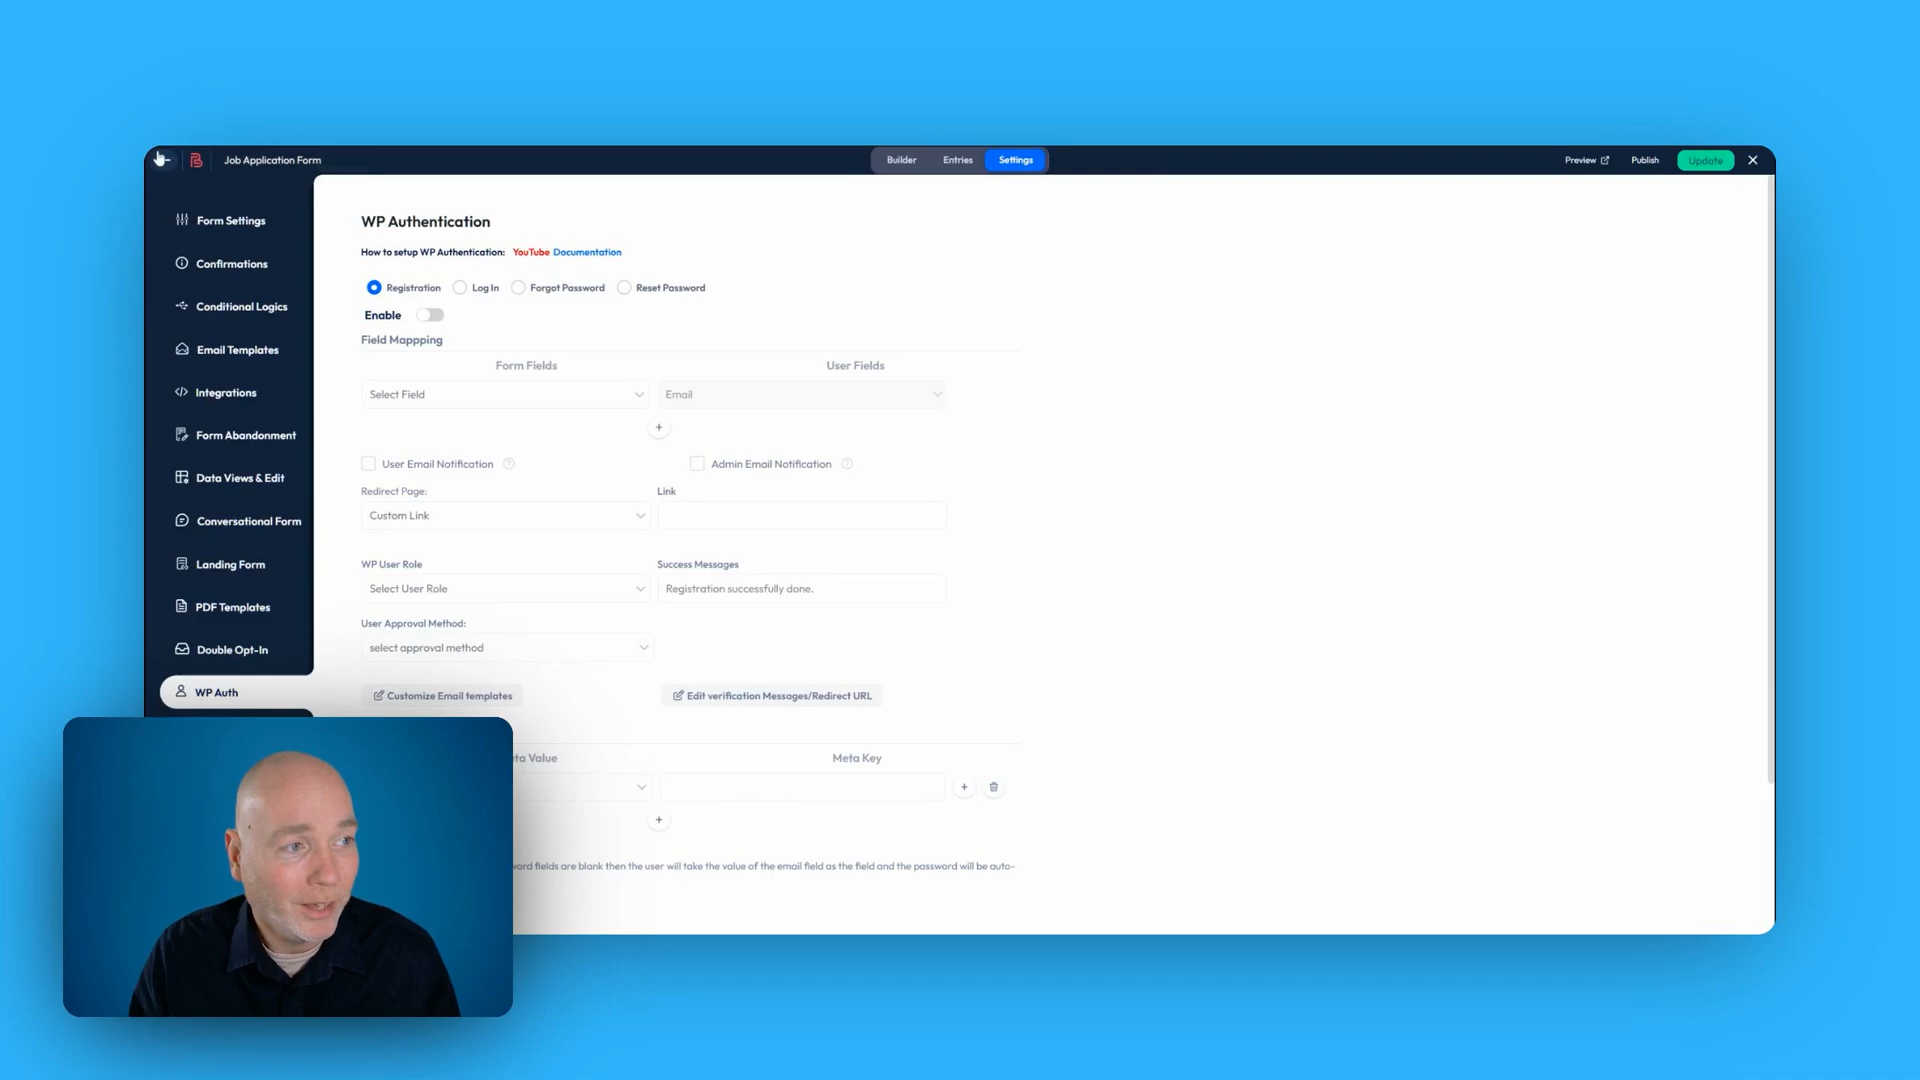 Job Application Form
Builder Entries Settings
Preview Publish Update
Form Settings
Confirmations
Conditional Logics
Email Templates
Integrations
Form Abandonment
Data Views & Edit
Conversational Form
Landing Form
PDF Templates
Double Opt-In
WP Auth
WP Authentication
How to setup WP Authentication: YouTube Documentation
Registration Log In Forgot Password Reset Password
Enable
Field Mappping
Form Fields User Fields
Select Field Email
User Email Notification Admin Email Notification
Redirect Page: Link
Custom Link
WP User Role Success Messages
Select User Role Registration successfully done.
User Approval Method:
select approval method
Customize Email templates Edit verification Messages/Redirect URL
Value Meta Key
fields are blank then the user will take the value of the email field as the field and the password will be auto-